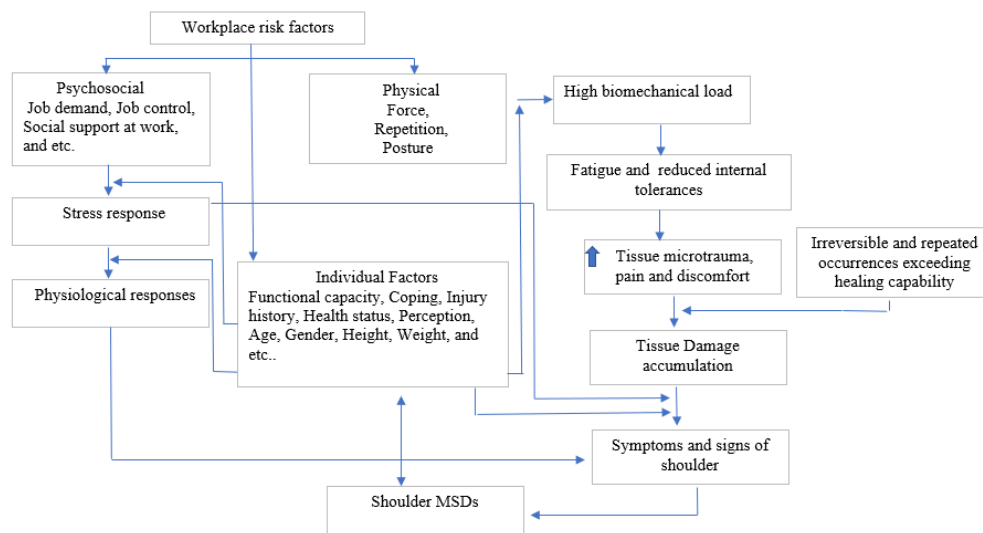 Workplace risk factors
Psychosocial
Job demand, Job control,
Social support at work,
and etc.
Physical
Force,
Repetition,
Posture
High biomechanical load
Fatigue and reduced internal
tolerances
Stress response
Tissue microtrauma,
pain and discomfort
Irreversible and repeated
occurrences exceeding
healing capability
Physiological responses
Individual Factors
Functional capacity, Coping, Injury
history, Health status, Perception,
Age, Gender, Height, Weight, and
etc..
Tissue Damage
accumulation
Symptoms and signs of
shoulder
Shoulder MSDs